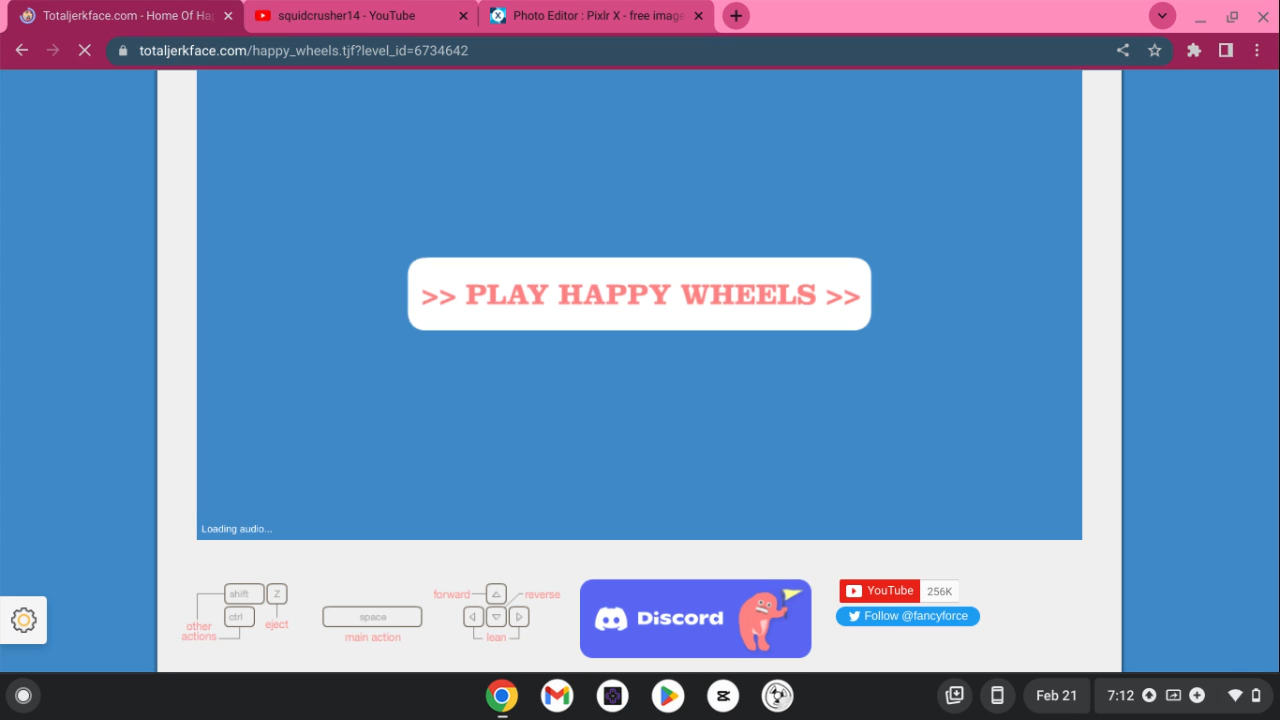 Totaljerkface.com - Home Of Ha
squidcrusher14 - YouTube
Photo Editor : Pixlr X - free image
totaljerkface.com/happy_wheels.tjf?level_id=6734642
>> PLAY HAPPY WHEELS >>
Loading audio...
shift
Z
ctrl
other
actions
eject
space
main action
forward
reverse
lean
Discord
YouTube
256K
Follow @fancyforce
Feb 21
7:12